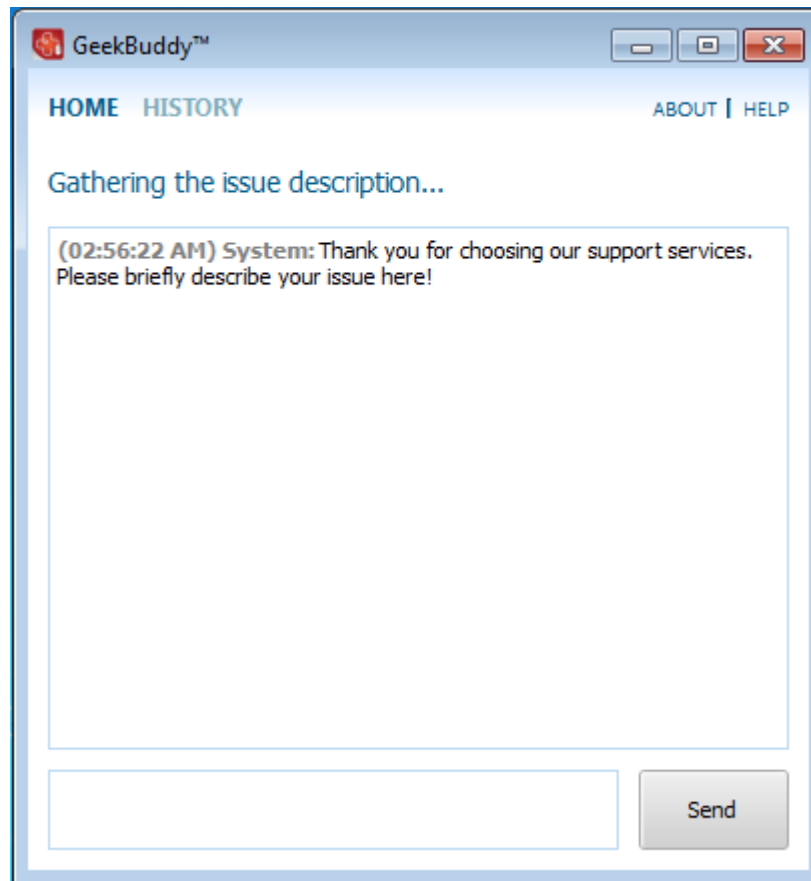 GeekBuddy™
HOME HISTORY ABOUT | HELP
Gathering the issue description...
(02:56:22 AM) System: Thank you for choosing our support services.
Please briefly describe your issue here!
Send